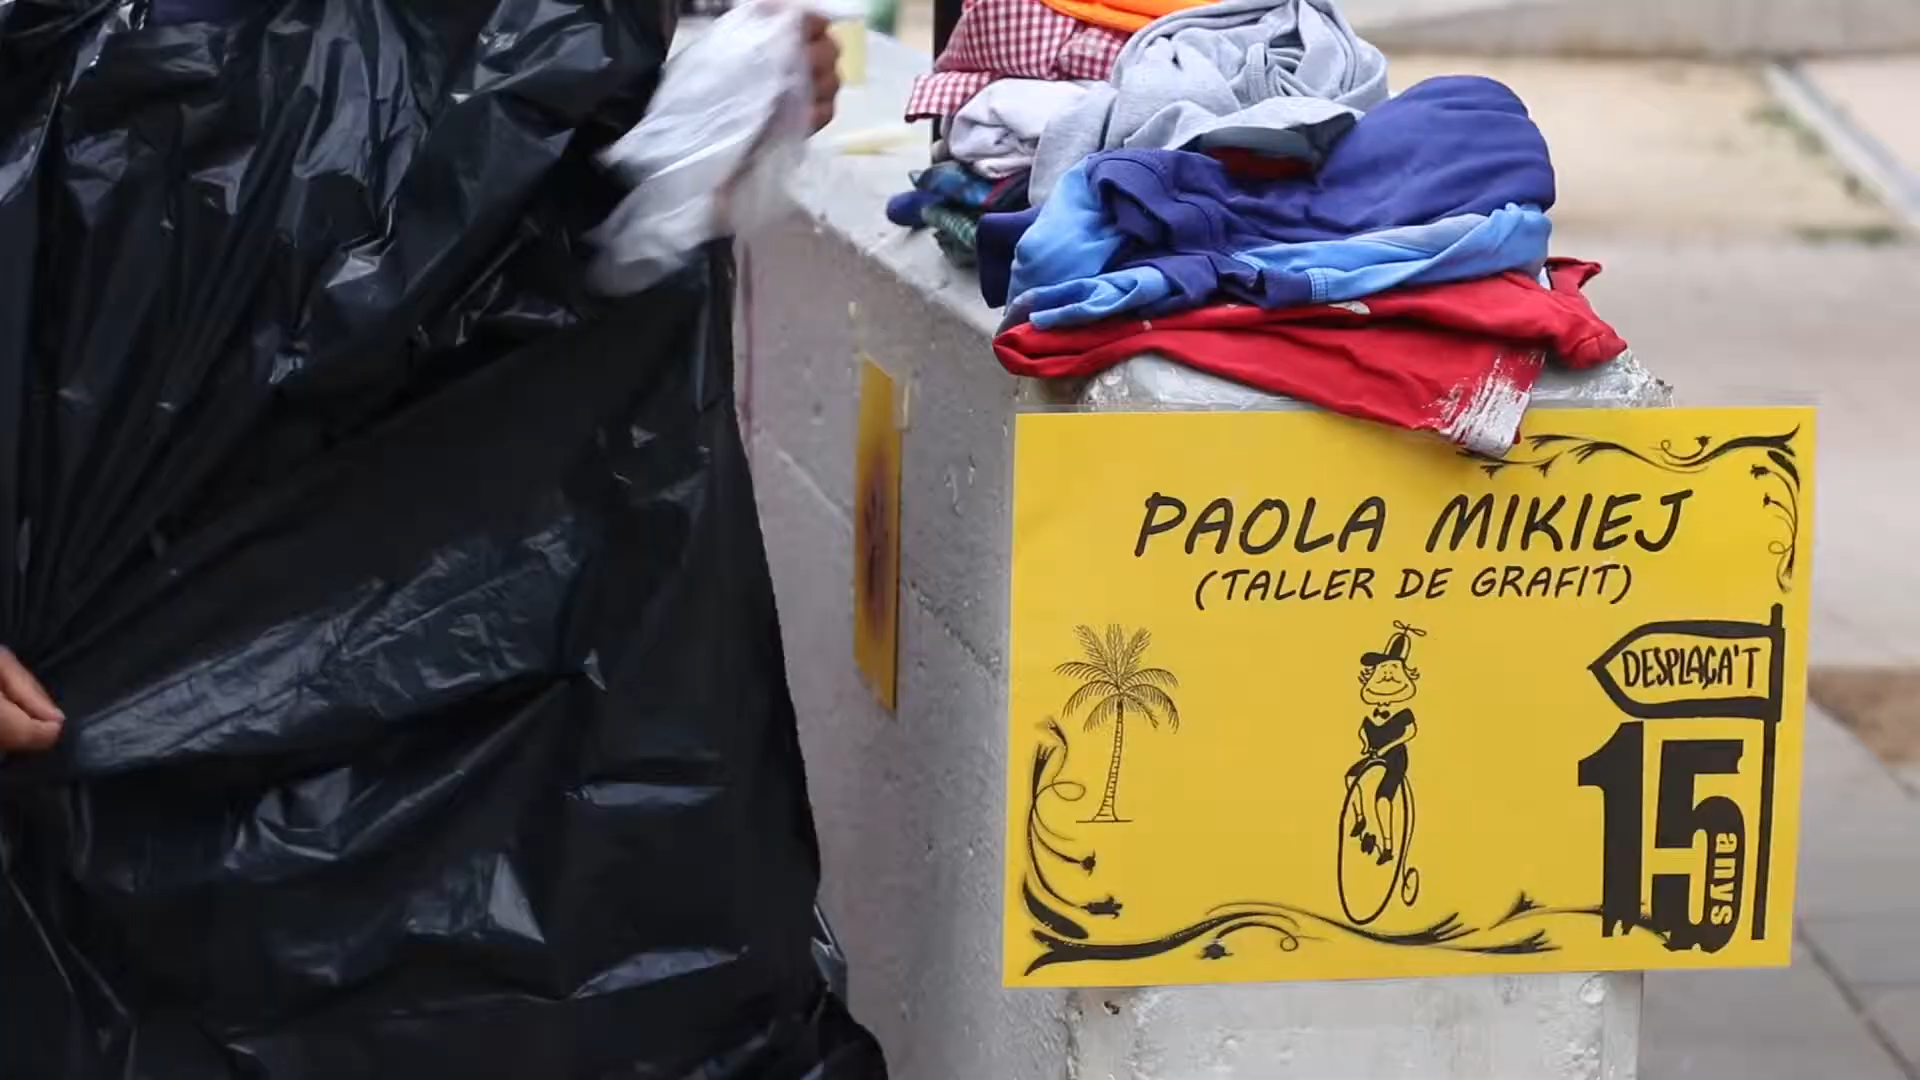 PAOLA MIKIEJ
(TALLER DE GRAFIT)
DESPLAÇA'T
15
anys